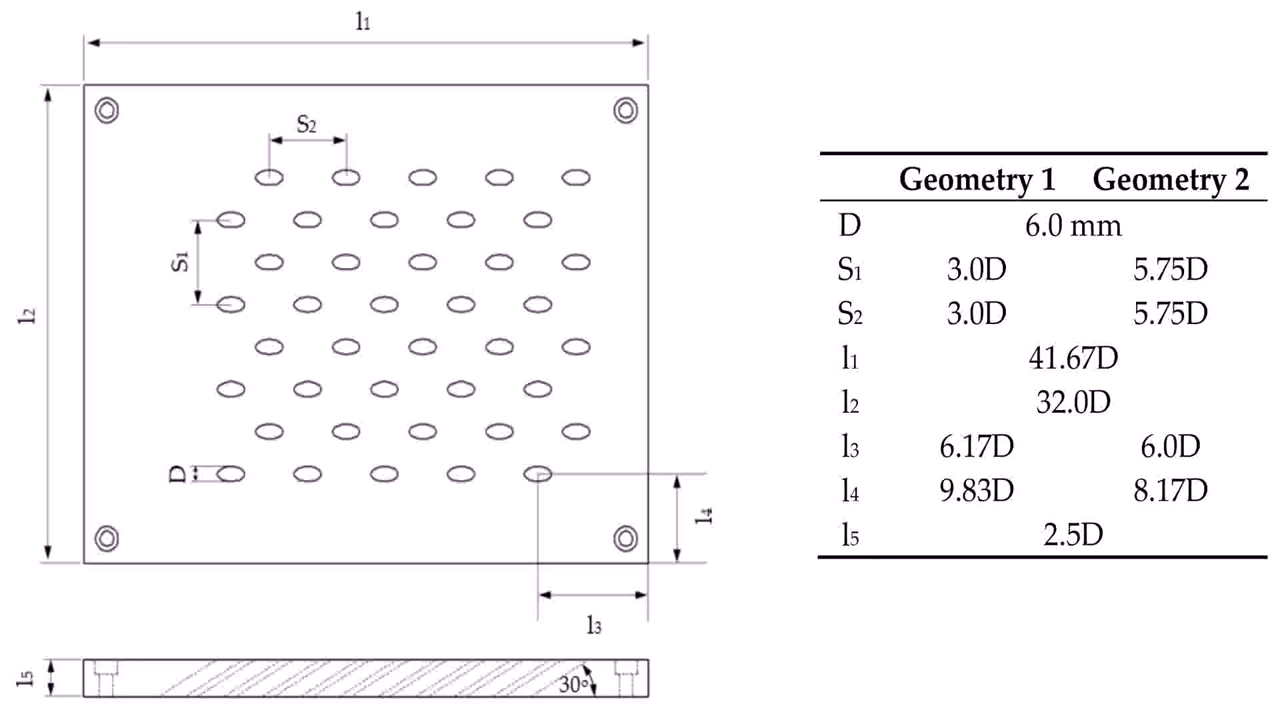 l1
S2
S1
l2
D
l4
l3
l5
30°
Geometry 1 Geometry 2
D 6.0 mm
S1 3.0D 5.75D
S2 3.0D 5.75D
l1 41.67D
l2 32.0D
l3 6.17D 6.0D
l4 9.83D 8.17D
l5 2.5D